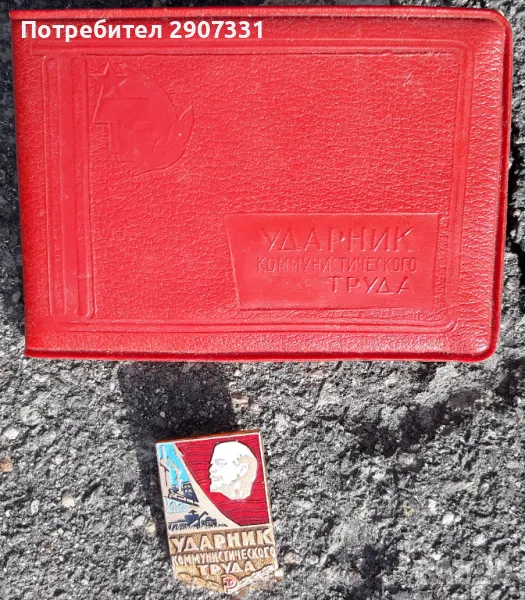 Потребител 2907331
УДАРНИК
КОММУНИСТИЧЕСКОГО
ТРУДА
УДАРНИК
КОММУНИСТИЧЕСКОГО
ТРУДА